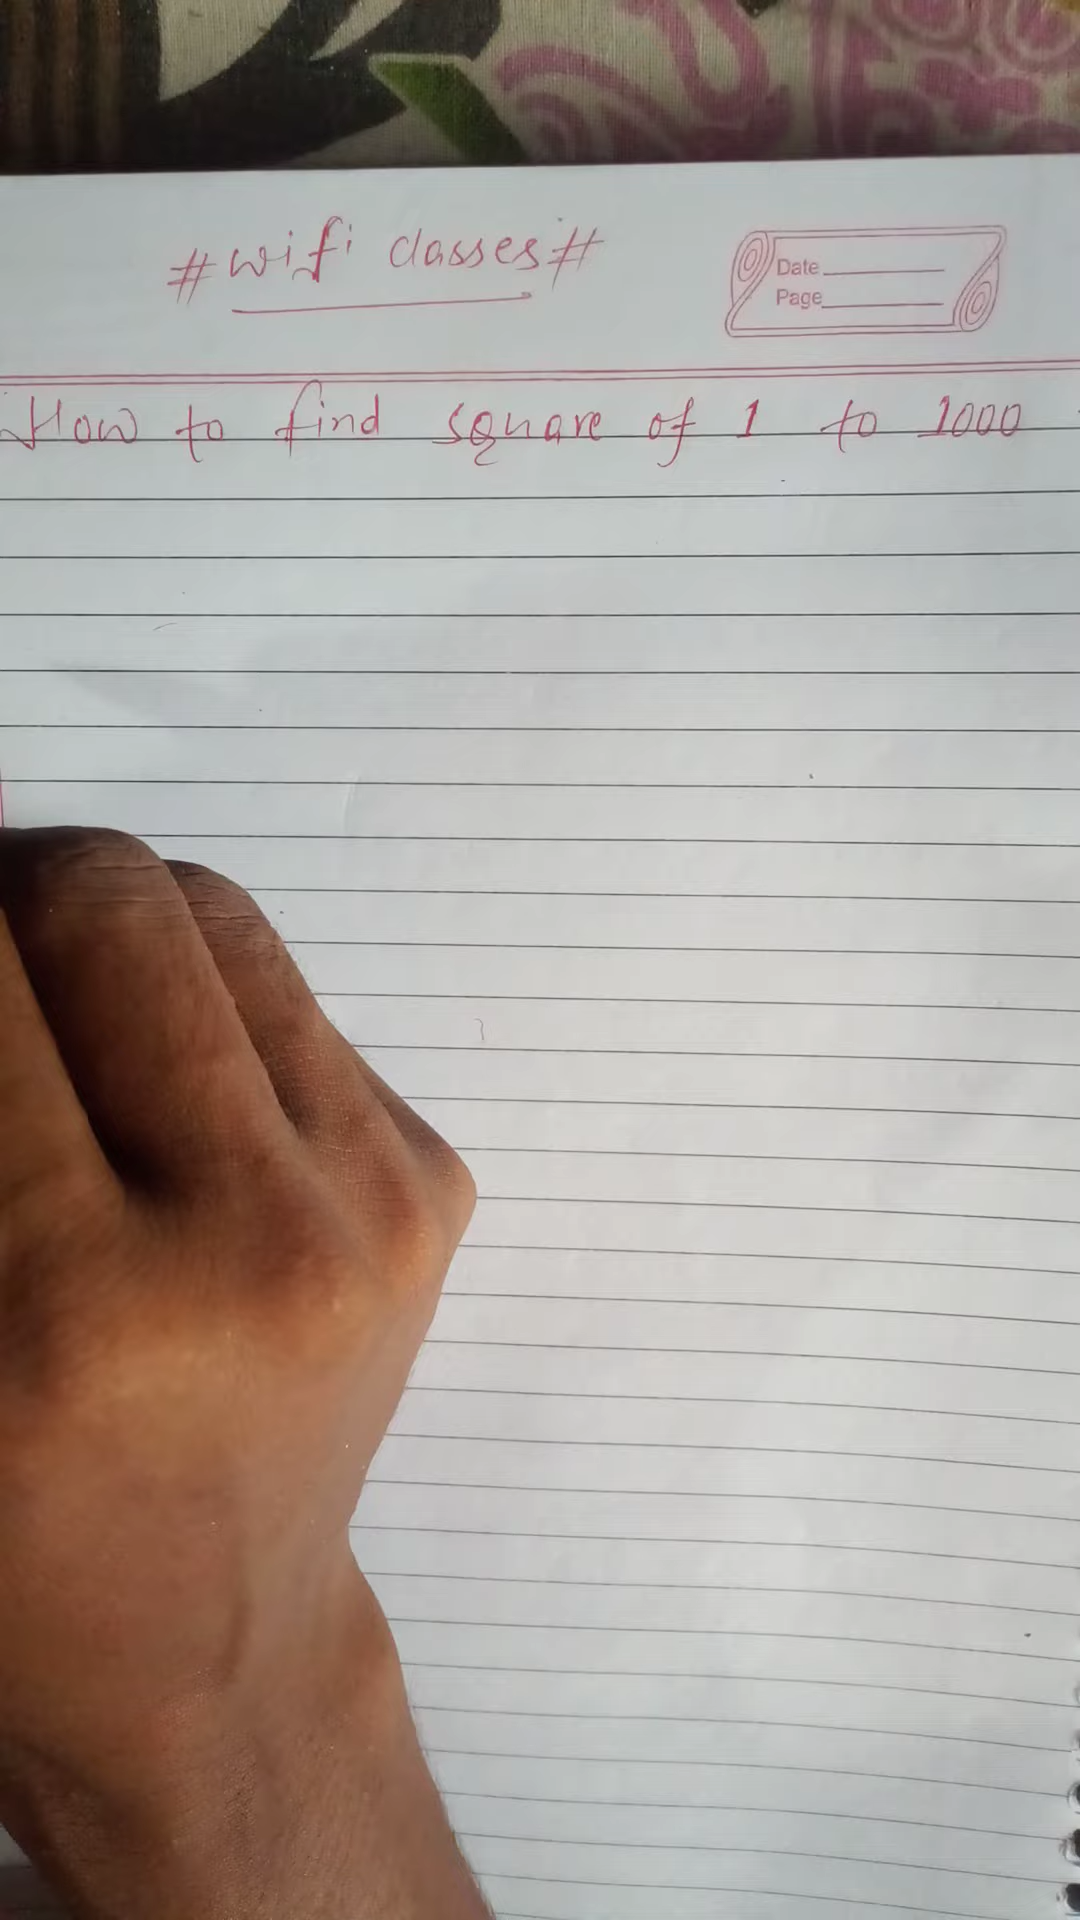 #wifi classes#
Date
Page
How to find square of 1 to 1000